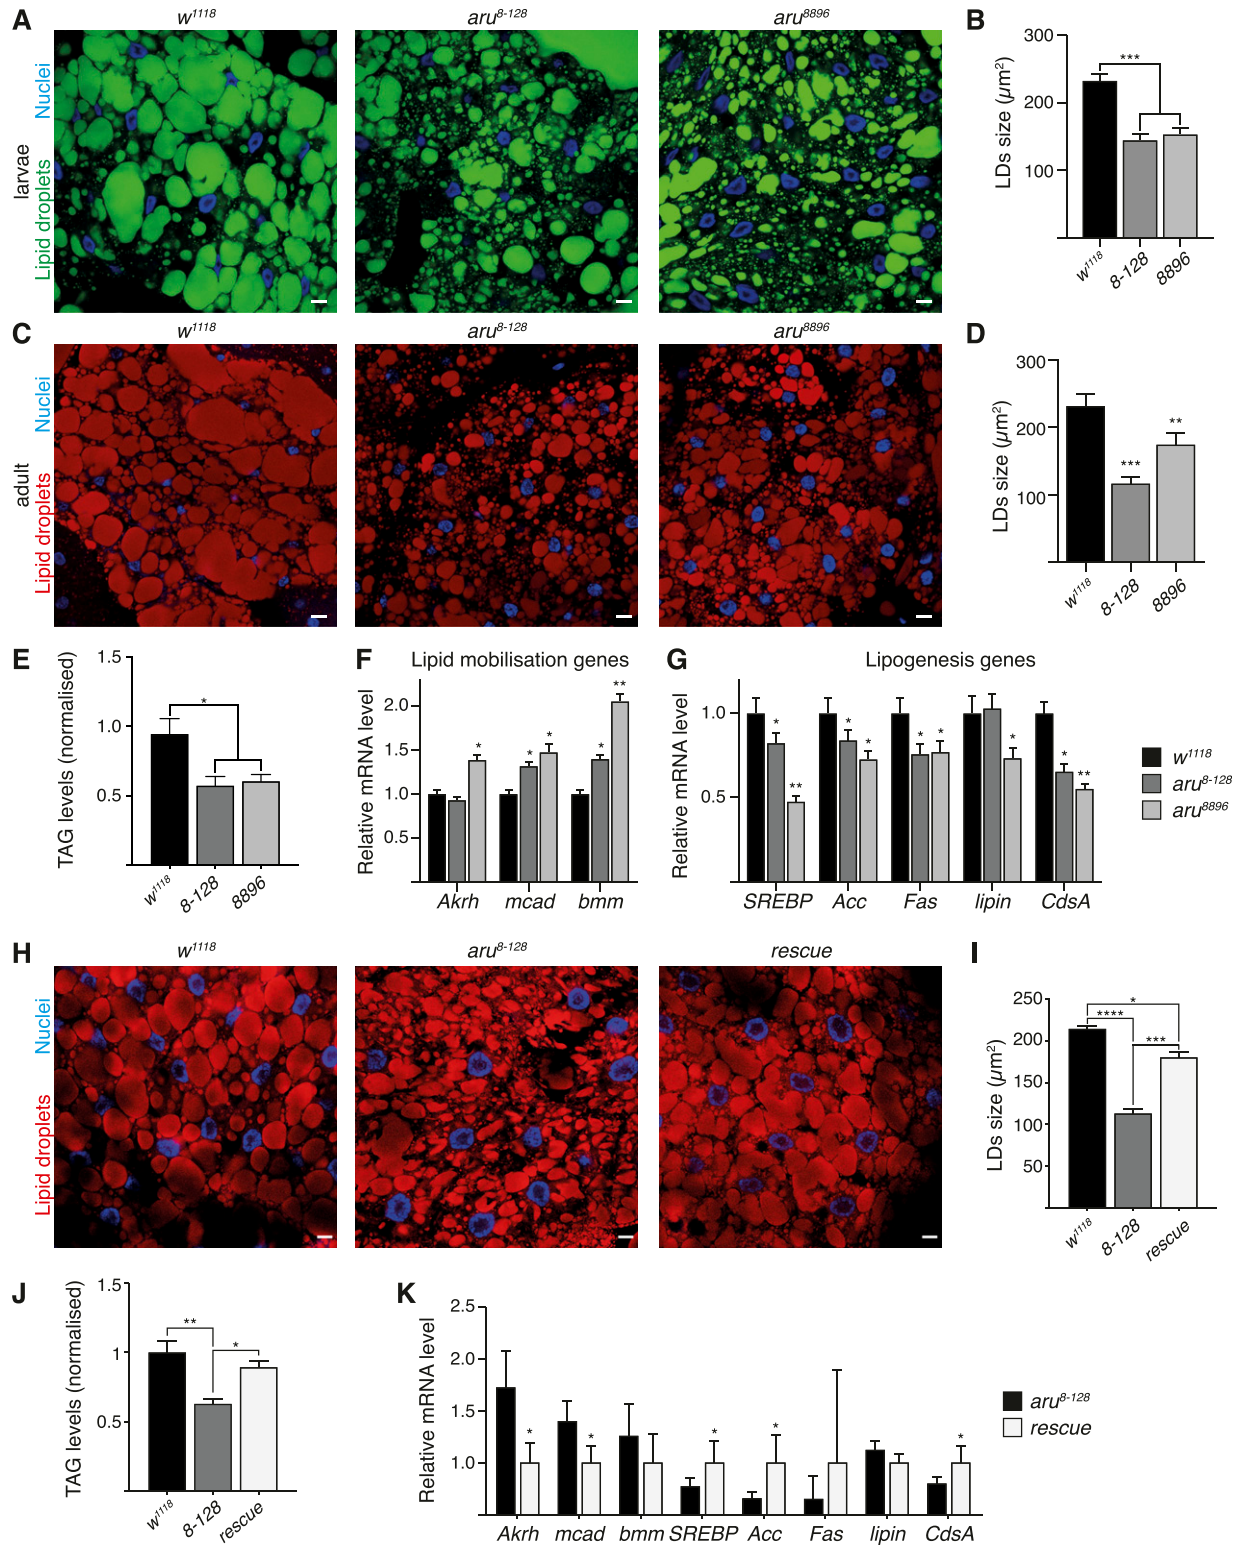 A
w1118
aru8-128
aru8896
larvae
Lipid droplets Nuclei
B
LDs size (µm2)
300
200
100
***
w1118
8-128
8896
C
w1118
aru8-128
aru8896
adult
Lipid droplets Nuclei
D
LDs size (µm2)
300
200
100
***
**
w1118
8-128
8896
E
TAG levels (normalised)
1.5
1.0
0.5
*
w1118
8-128
8896
F
Lipid mobilisation genes
Relative mRNA level
2.0
1.5
1.0
0.5
*
*
*
*
**
Akrh mcad bmm
G
Lipogenesis genes
Relative mRNA level
1.0
0.5
*
**
*
*
*
*
*
*
**
SREBP Acc Fas lipin CdsA
w1118
aru8-128
aru8896
H
w1118
aru8-128
rescue
Lipid droplets Nuclei
I
LDs size (µm2)
250
200
150
100
50
*
****
***
w1118
8-128
rescue
J
TAG levels (normalised)
1.5
1
0.5
**
*
w1118
8-128
rescue
K
Relative mRNA level
2.5
2.0
1.5
1.0
*
*
*
*
*
Akrh mcad bmm SREBP Acc Fas lipin CdsA
aru8-128
rescue